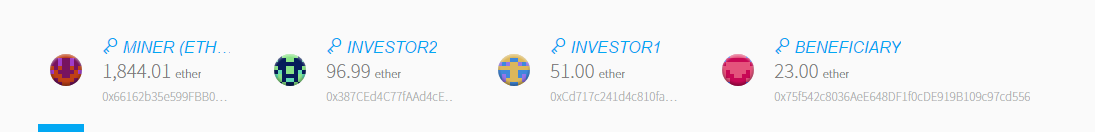 MINER (ETH… INVESTOR2 INVESTOR1 BENEFICIARY
1,844.01 ether 96.99 ether 51.00 ether 23.00 ether
0x66162b35e599FBB0… 0x387CEd4C77fAAd4cE… 0xCd717c241d4c810fa… 0x75f542c8036AeE648DF1f0cDE919B109c97cd556